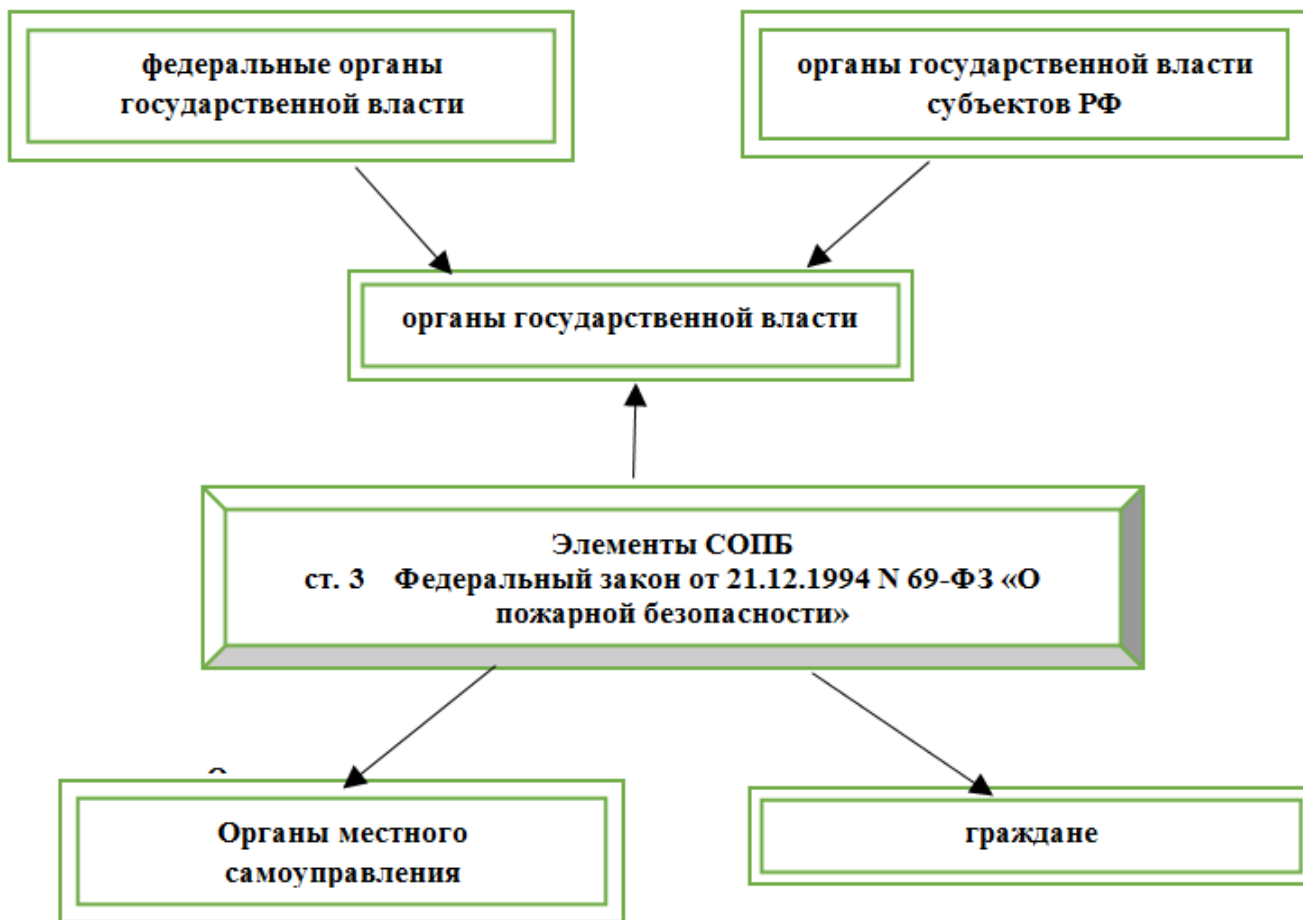 федеральные органы
государственной власти
органы государственной власти
субъектов РФ
органы государственной власти
Элементы СОПБ
ст. 3 Федеральный закон от 21.12.1994 N 69-ФЗ «О
пожарной безопасности»
Органы местного
самоуправления
граждане